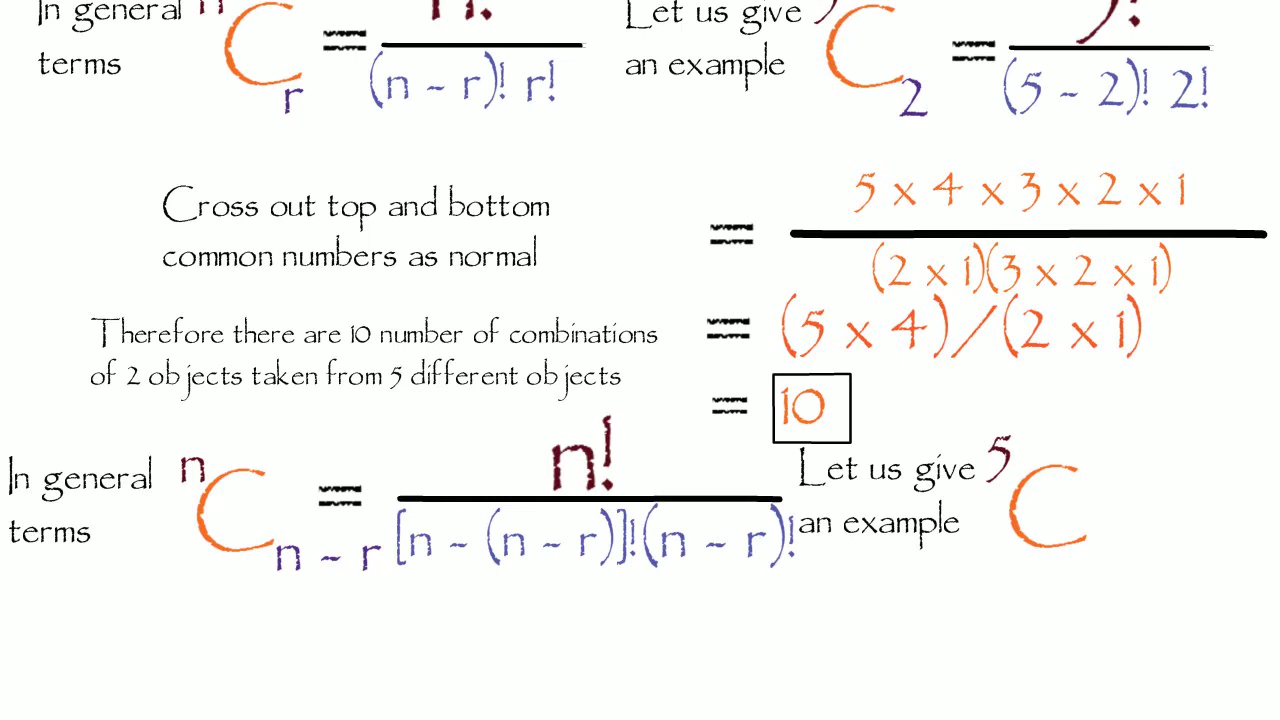 In general terms ⁿCᵣ = n! / (n - r)! r!
Let us give an example ⁵C₂ = 5! / (5 - 2)! 2!
Cross out top and bottom
common numbers as normal
= 5 x 4 x 3 x 2 x 1
(2 x 1)(3 x 2 x 1)
= (5 x 4)/(2 x 1)
Therefore there are 10 number of combinations
of 2 objects taken from 5 different objects
= 10
In general terms ⁿCₙ ₋ ᵣ = n! / [n - (n - r)]!(n - r)!
Let us give an example ⁵C